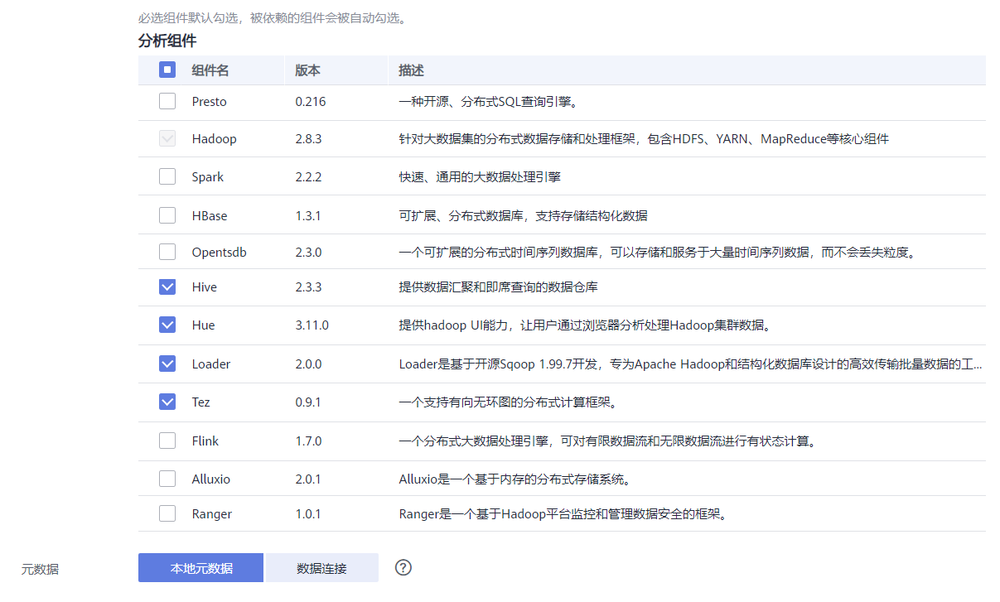 必选组件默认勾选，被依赖的组件会被自动勾选。
分析组件
组件名 版本 描述
Presto 0.216 一种开源、分布式SQL查询引擎。
Hadoop 2.8.3 针对大数据集的分布式数据存储和处理框架，包含HDFS、YARN、MapReduce等核心组件
Spark 2.2.2 快速、通用的大数据处理引擎
HBase 1.3.1 可扩展、分布式数据库，支持存储结构化数据
Opentsdb 2.3.0 一个可扩展的分布式时间序列数据库，可以存储和服务于大量时间序列数据，而不会丢失粒度。
Hive 2.3.3 提供数据汇聚和即席查询的数据仓库
Hue 3.11.0 提供hadoop UI能力，让用户通过浏览器分析处理Hadoop集群数据。
Loader 2.0.0 Loader是基于开源Sqoop 1.99.7开发，专为Apache Hadoop和结构化数据库设计的高效传输批量数据的工...
Tez 0.9.1 一个支持有向无环图的分布式计算框架。
Flink 1.7.0 一个分布式大数据处理引擎，可对有限数据流和无限数据流进行有状态计算。
Alluxio 2.0.1 Alluxio是一个基于内存的分布式存储系统。
Ranger 1.0.1 Ranger是一个基于Hadoop平台监控和管理数据安全的框架。
元数据 本地元数据 数据连接 ?